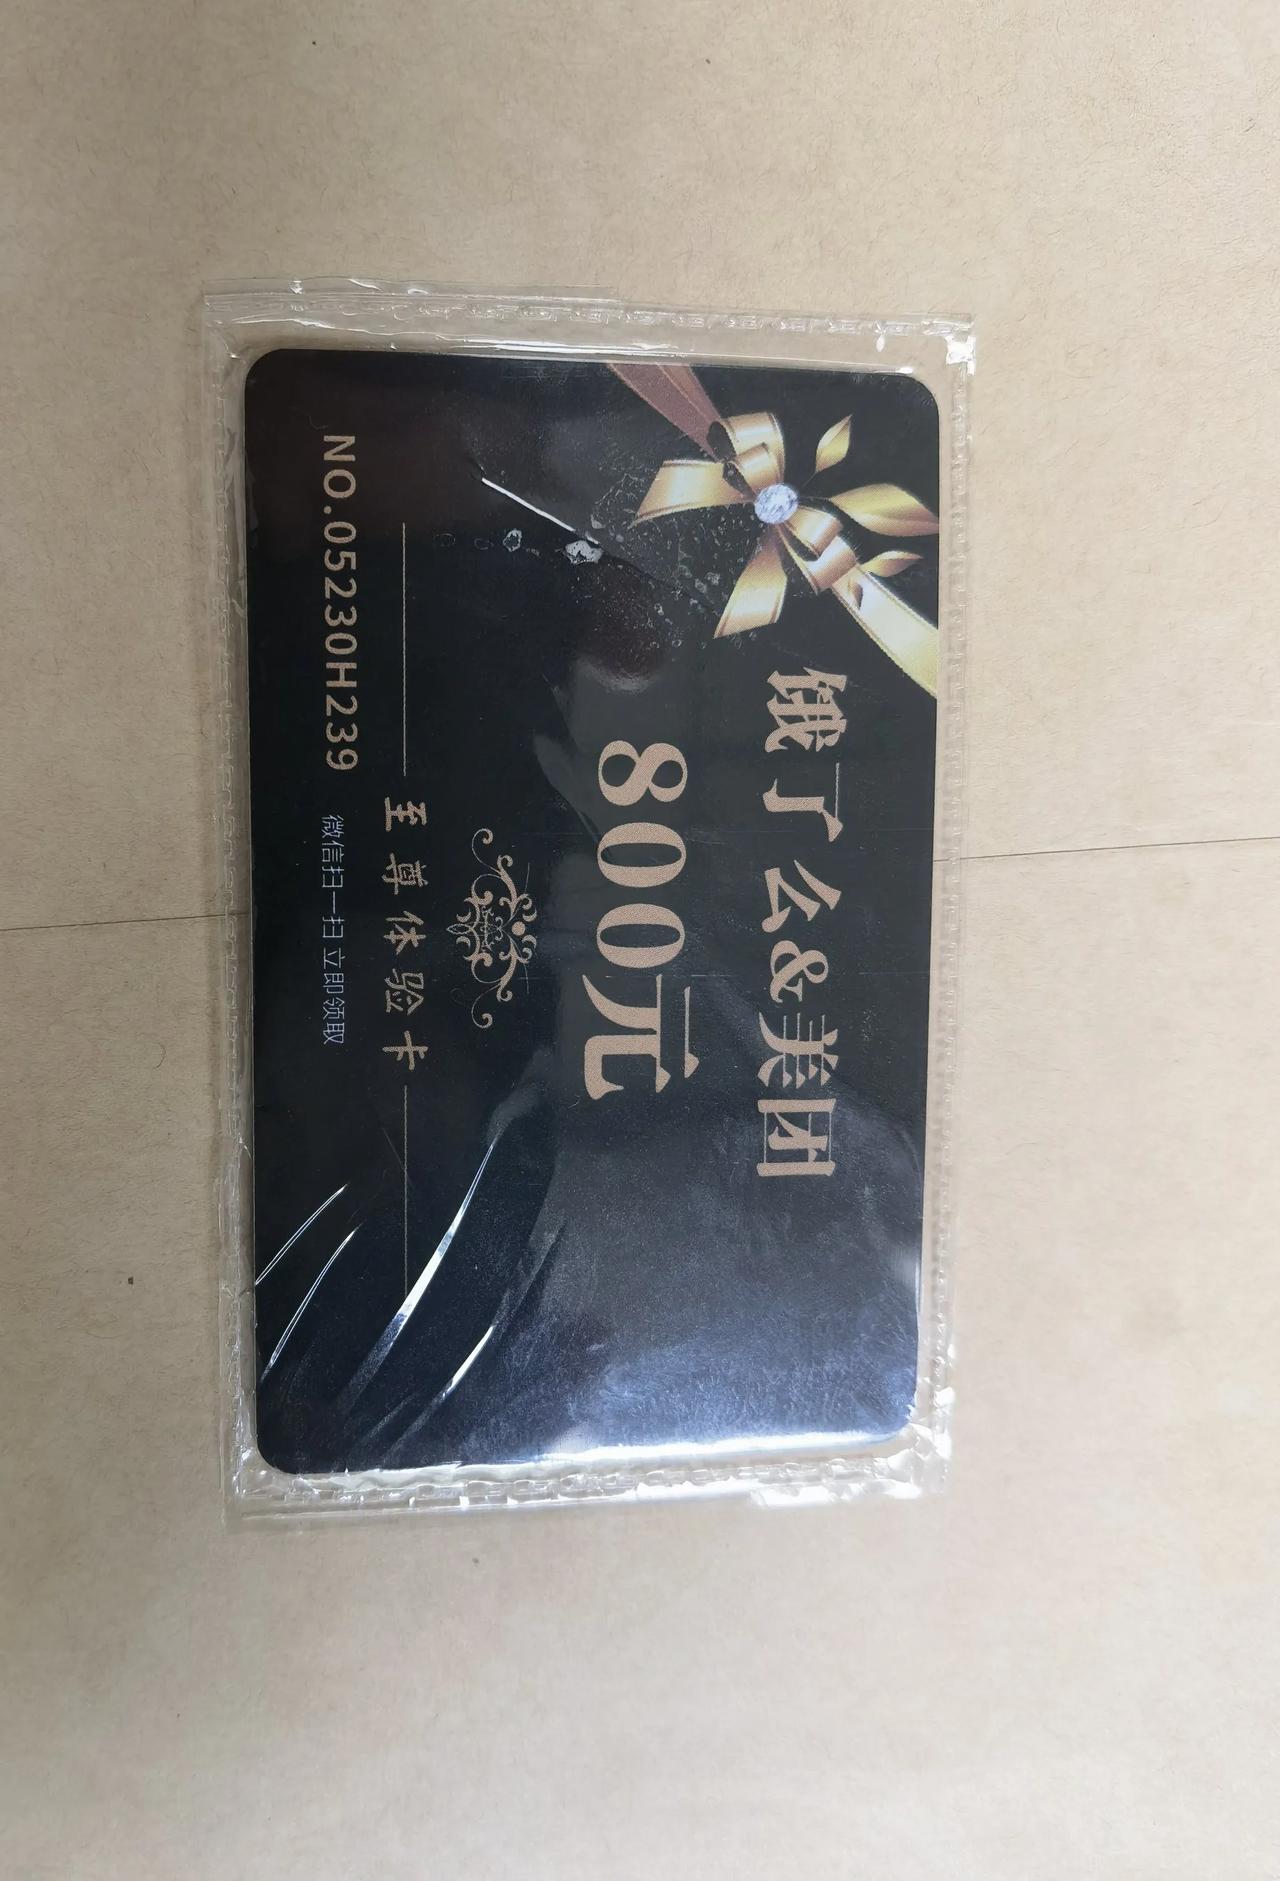 饿了么&美团
800元
至尊体验卡
NO.05230H239
微信扫一扫 立即领取